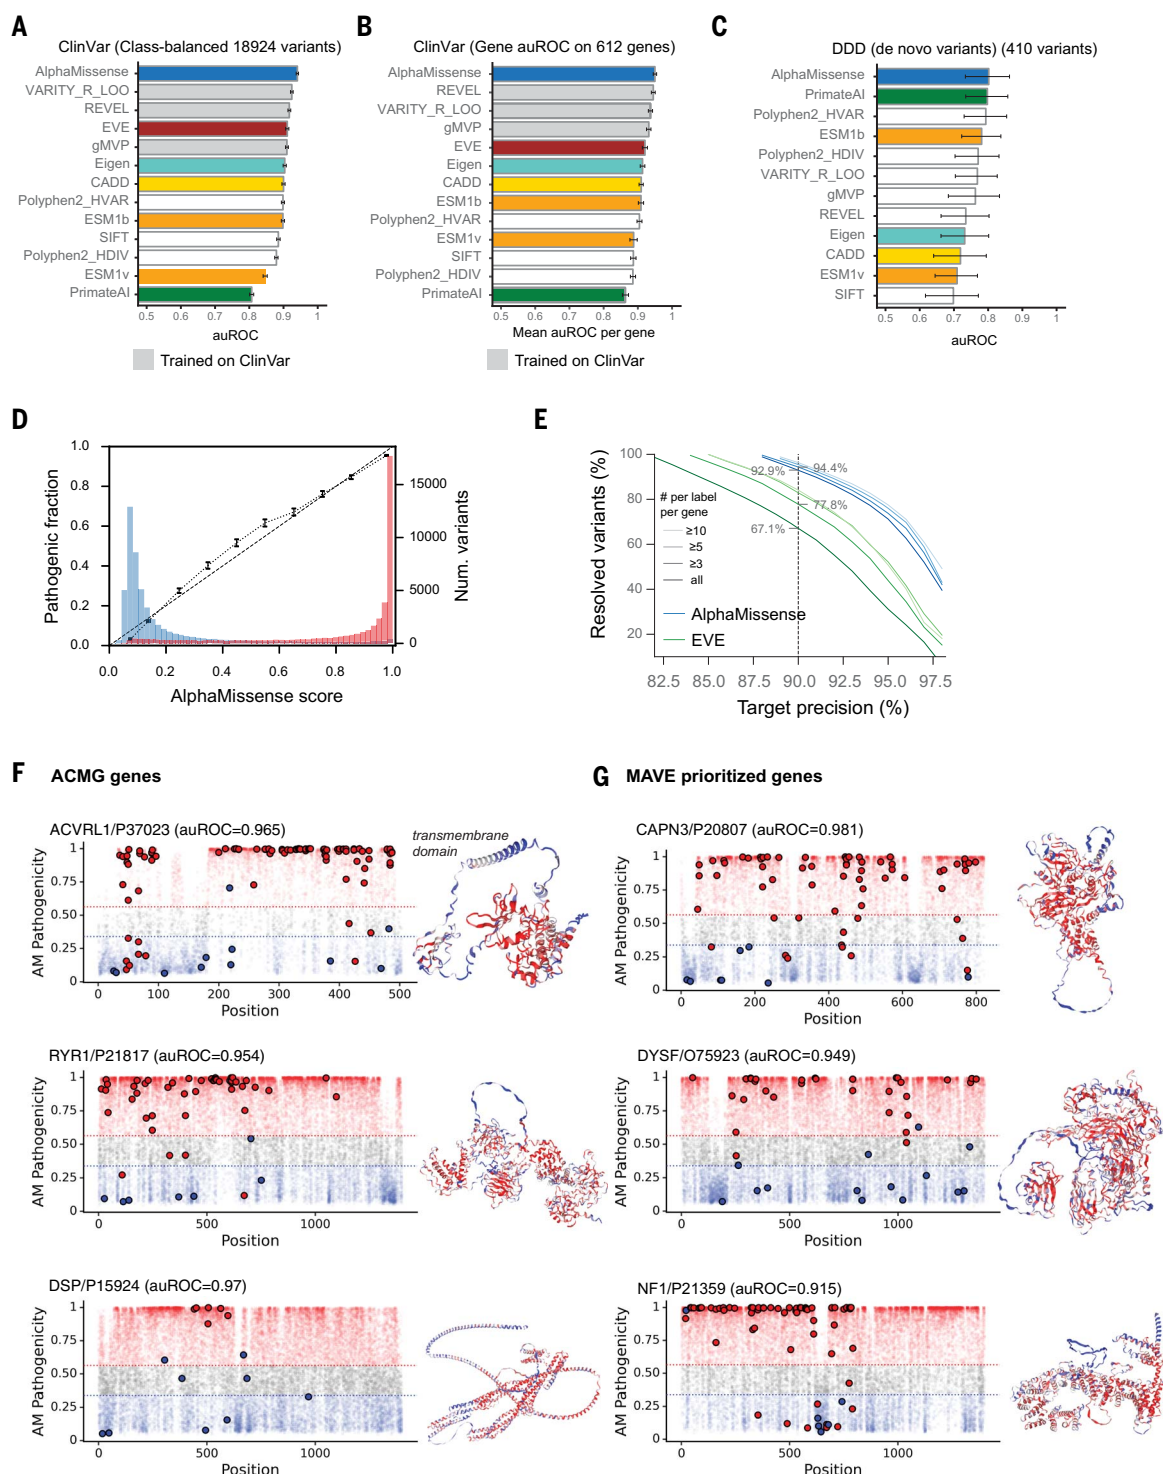 A
ClinVar (Class-balanced 18924 variants)
AlphaMissense
VARITY_R_LOO
REVEL
EVE
gMVP
Eigen
CADD
Polyphen2_HVAR
ESM1b
SIFT
Polyphen2_HDIV
ESM1v
PrimateAI
0.5 0.6 0.7 0.8 0.9 1
auROC
Trained on ClinVar
B
ClinVar (Gene auROC on 612 genes)
AlphaMissense
REVEL
VARITY_R_LOO
gMVP
EVE
Eigen
CADD
ESM1b
Polyphen2_HVAR
ESM1v
SIFT
Polyphen2_HDIV
PrimateAI
0.5 0.6 0.7 0.8 0.9 1
Mean auROC per gene
Trained on ClinVar
C
DDD (de novo variants) (410 variants)
AlphaMissense
PrimateAI
Polyphen2_HVAR
ESM1b
Polyphen2_HDIV
VARITY_R_LOO
gMVP
REVEL
Eigen
CADD
ESM1v
SIFT
0.5 0.6 0.7 0.8 0.9 1
auROC
D
Pathogenic fraction
1.0
0.8
0.6
0.4
0.2
0.0
0.0 0.2 0.4 0.6 0.8 1.0
AlphaMissense score
15000
10000
5000
0
Num. variants
E
Resolved variants (%)
100
80
60
40
20
92.9%
94.4%
77.8%
67.1%
# per label
per gene
≥10
≥5
≥3
all
AlphaMissense
EVE
82.5 85.0 87.5 90.0 92.5 95.0 97.5
Target precision (%)
F ACMG genes
ACVRL1/P37023 (auROC=0.965)
AM Pathogenicity
1
0.75
0.50
0.25
0
0 100 200 300 400 500
Position
transmembrane
domain
RYR1/P21817 (auROC=0.954)
AM Pathogenicity
1
0.75
0.50
0.25
0
0 500 1000
Position
DSP/P15924 (auROC=0.97)
AM Pathogenicity
1
0.75
0.50
0.25
0
0 500 1000
Position
G MAVE prioritized genes
CAPN3/P20807 (auROC=0.981)
AM Pathogenicity
1
0.75
0.50
0.25
0
0 200 400 600 800
Position
DYSF/O75923 (auROC=0.949)
AM Pathogenicity
1
0.75
0.50
0.25
0
0 500 1000
Position
NF1/P21359 (auROC=0.915)
AM Pathogenicity
1
0.75
0.50
0.25
0
0 500 1000
Position